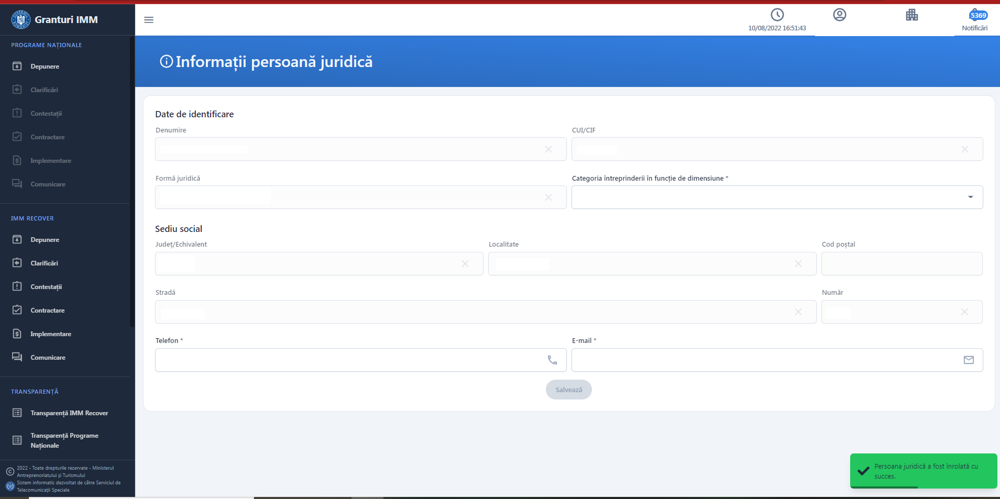 Granturi IMM
PROGRAME NAȚIONALE
Depunere
Clarificări
Contestații
Contractare
Implementare
Comunicare
IMM RECOVER
Depunere
Clarificări
Contestații
Contractare
Implementare
Comunicare
TRANSPARENȚĂ
Transparență IMM Recover
Transparență Programe
Naționale
2022 - Toate drepturile rezervate - Ministerul
Antreprenoriatului și Turismului
Sistem informatic dezvoltat de către Serviciul de
Telecomunicații Speciale
10/08/2022 16:51:43
5369
Notificări
Informații persoană juridică
Date de identificare
Denumire
CUI/CIF
Formă juridică
Categoria întreprinderii în funcție de dimensiune *
Sediu social
Județ/Echivalent
Localitate
Cod poștal
Stradă
Număr
Telefon *
E-mail *
Salvează
Persoana juridică a fost înrolată cu
succes.